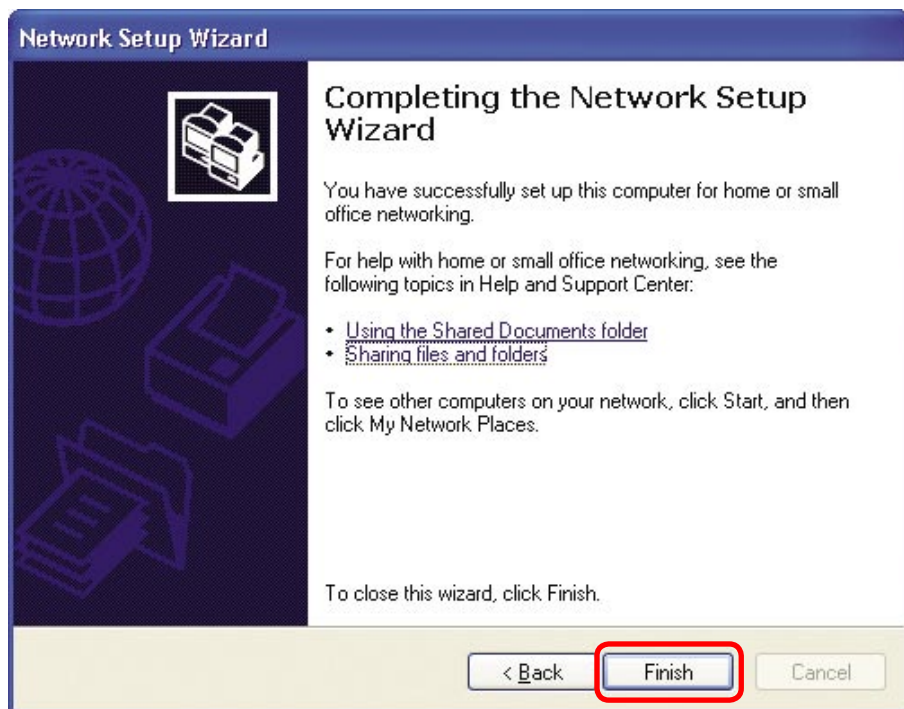 Network Setup Wizard
Completing the Network Setup
Wizard
You have successfully set up this computer for home or small
office networking.
For help with home or small office networking, see the
following topics in Help and Support Center:
• Using the Shared Documents folder
• Sharing files and folders
To see other computers on your network, click Start, and then
click My Network Places.
To close this wizard, click Finish.
< Back Finish Cancel